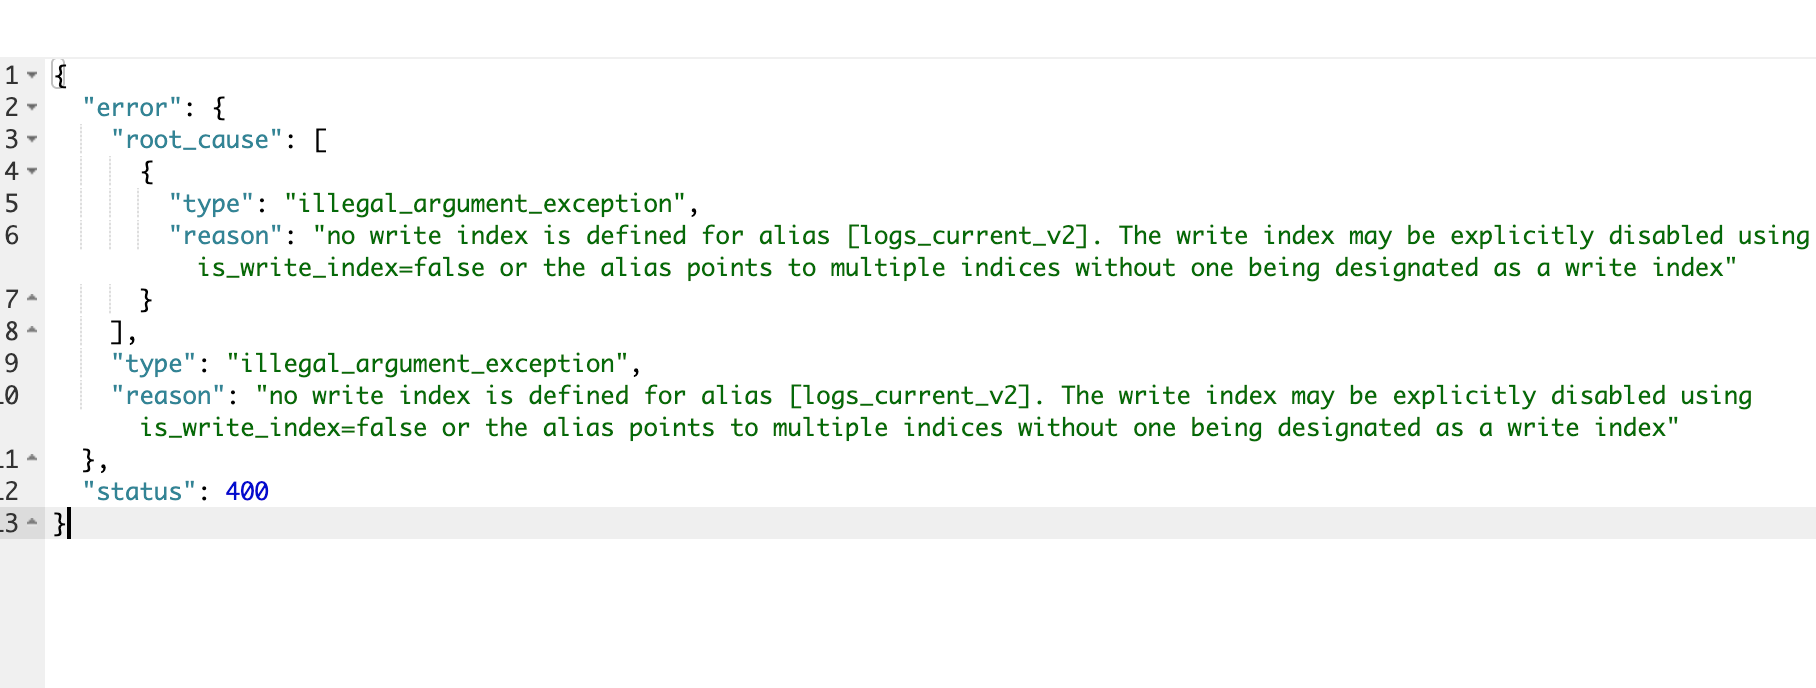 1 {
2 "error": {
3 "root_cause": [
4 {
5 "type": "illegal_argument_exception",
6 "reason": "no write index is defined for alias [logs_current_v2]. The write index may be explicitly disabled using
is_write_index=false or the alias points to multiple indices without one being designated as a write index"
7 }
8 ],
9 "type": "illegal_argument_exception",
10 "reason": "no write index is defined for alias [logs_current_v2]. The write index may be explicitly disabled using
is_write_index=false or the alias points to multiple indices without one being designated as a write index"
11 },
12 "status": 400
13 }